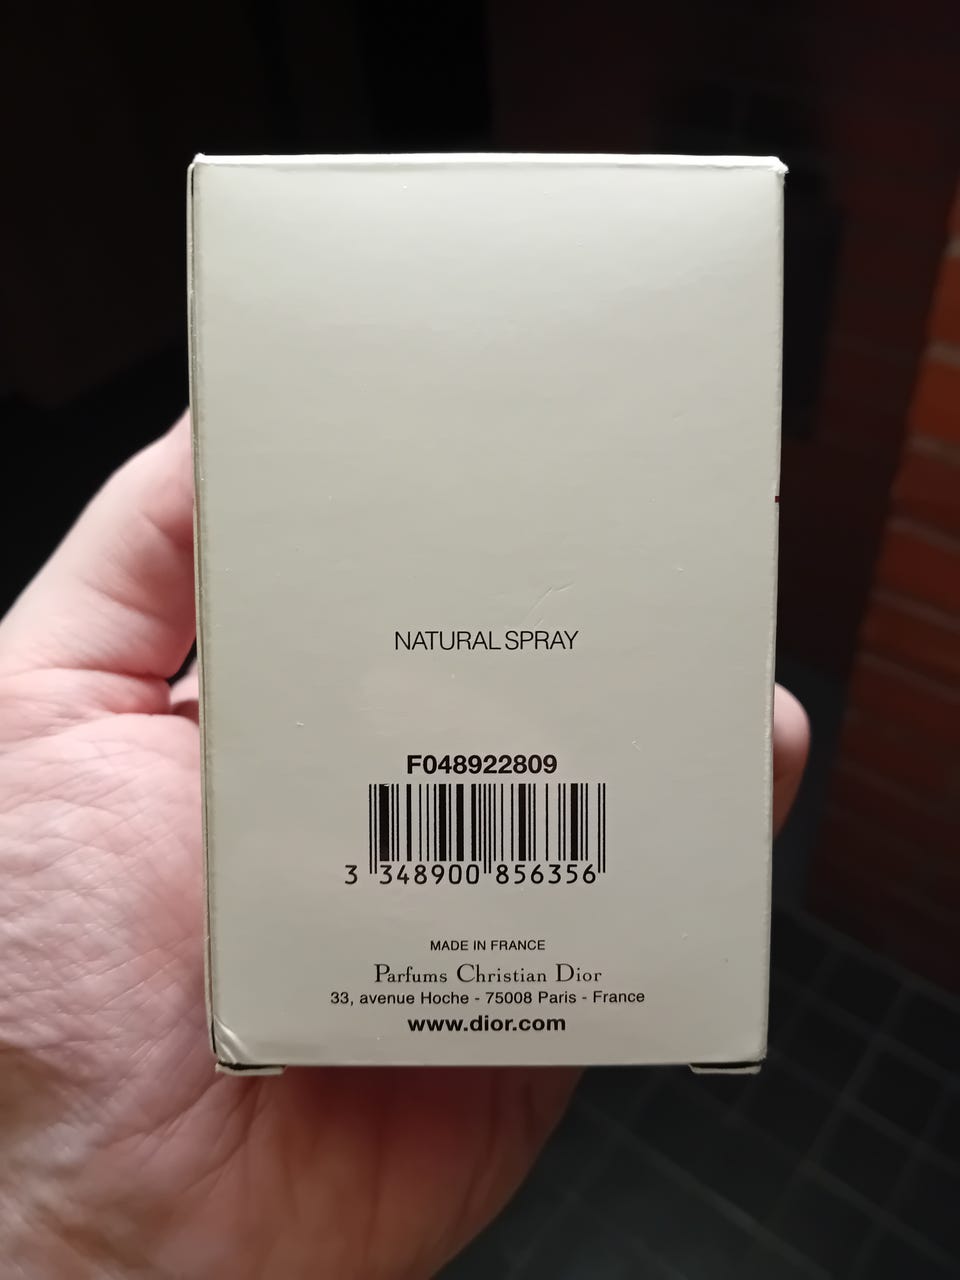 NATURAL SPRAY
F048922809
3 348900 856356
MADE IN FRANCE
Parfums Christian Dior
33, avenue Hoche - 75008 Paris - France
www.dior.com